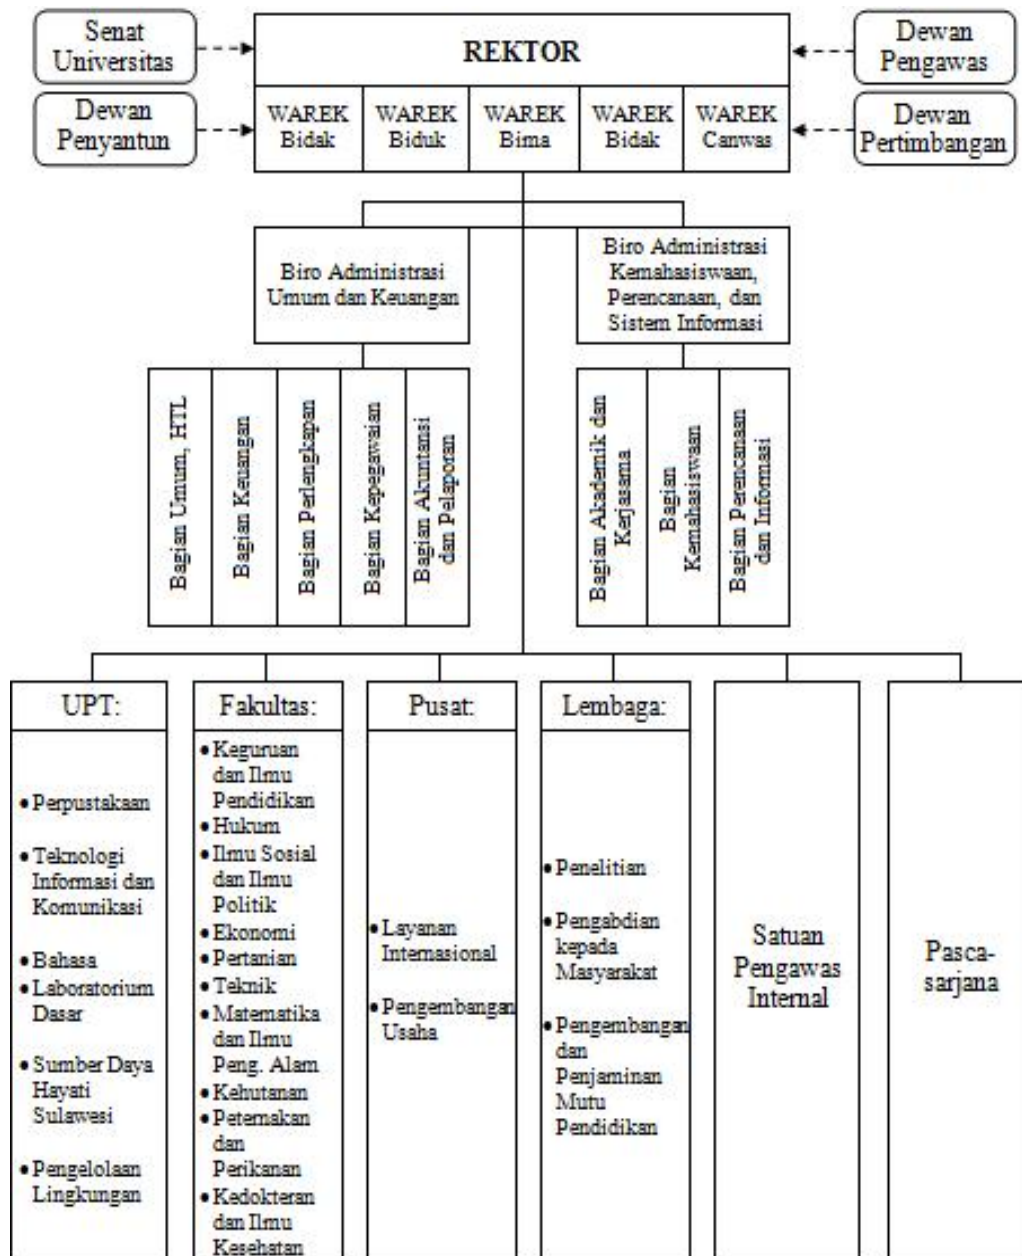 Senat
Universitas
REKTOR
Dewan
Pengawas
Dewan
Penyantun
WAREK
Bidak
WAREK
Biduk
WAREK
Bima
WAREK
Bidak
WAREK
Canwas
Dewan
Pertimbangan
Biro Administrasi
Umum dan Keuangan
Biro Administrasi
Kemahasiswaan,
Perencanaan, dan
Sistem Informasi
Bagian Umum, HTL
Bagian Keuangan
Bagian Perlengkapan
Bagian Kepegawaian
Bagian Akuntansi
dan Pelaporan
Bagian Akademik dan
Kerjasama
Bagian
Kemahasiswaan
Bagian Perencanaan
dan Informasi
UPT:
• Perpustakaan
• Teknologi
Informasi dan
Komunikasi
• Bahasa
• Laboratorium
Dasar
• Sumber Daya
Hayati
Sulawesi
• Pengelolaan
Lingkungan
Fakultas:
• Keguruan
dan Ilmu
Pendidikan
• Hukum
• Ilmu Sosial
dan Ilmu
Politik
• Ekonomi
• Pertanian
• Teknik
• Matematika
dan Ilmu
Peng. Alam
• Kehutanan
• Peternakan
dan
Perikanan
• Kedokteran
dan Ilmu
Kesehatan
Pusat:
• Layanan
Internasional
• Pengembangan
Usaha
Lembaga:
• Penelitian
• Pengabdian
kepada
Masyarakat
• Pengembangan
dan
Penjaminan
Mutu
Pendidikan
Satuan
Pengawas
Internal
Pasca-
sarjana